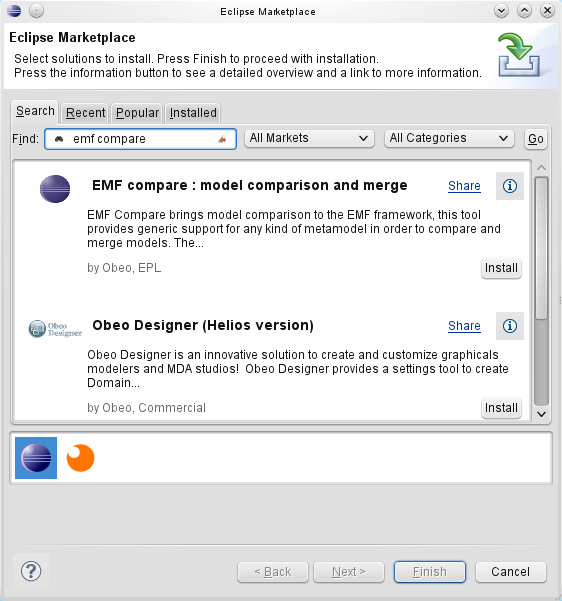 Eclipse Marketplace
Eclipse Marketplace
Select solutions to install. Press Finish to proceed with installation.
Press the information button to see a detailed overview and a link to more information.
Search Recent Popular Installed
Find: emf compare All Markets All Categories Go
EMF compare : model comparison and merge Share
EMF Compare brings model comparison to the EMF framework, this tool
provides generic support for any kind of metamodel in order to compare and
merge models. The...
by Obeo, EPL Install
Obeo Designer
Obeo Designer (Helios version) Share
Obeo Designer is an innovative solution to create and customize graphicals
modelers and MDA studios!  Obeo Designer provides a settings tool to create
Domain...
by Obeo, Commercial Install
? < Back Next > Finish Cancel